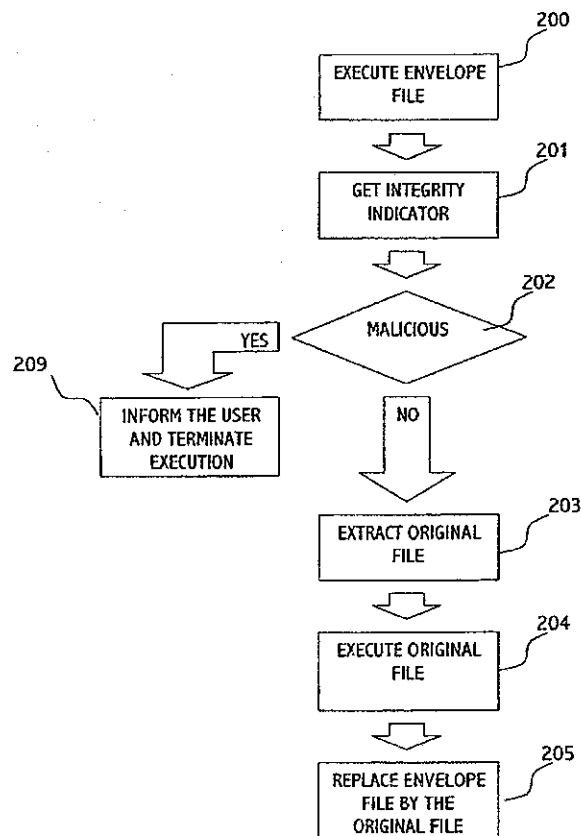 200
EXECUTE ENVELOPE
FILE
201
GET INTEGRITY
INDICATOR
202
MALICIOUS
YES
209
INFORM THE USER
AND TERMINATE
EXECUTION
NO
203
EXTRACT ORIGINAL
FILE
204
EXECUTE ORIGINAL
FILE
205
REPLACE ENVELOPE
FILE BY THE
ORIGINAL FILE